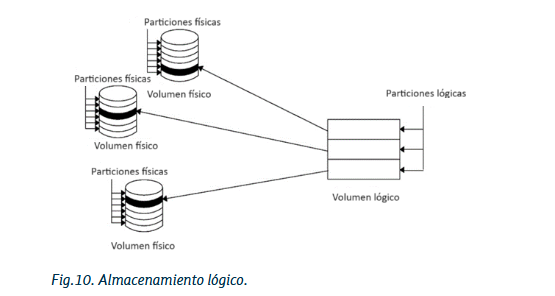 Particiones físicas
Volumen físico
Particiones físicas
Volumen físico
Particiones físicas
Volumen físico
Particiones lógicas
Volumen lógico
Fig.10. Almacenamiento lógico.